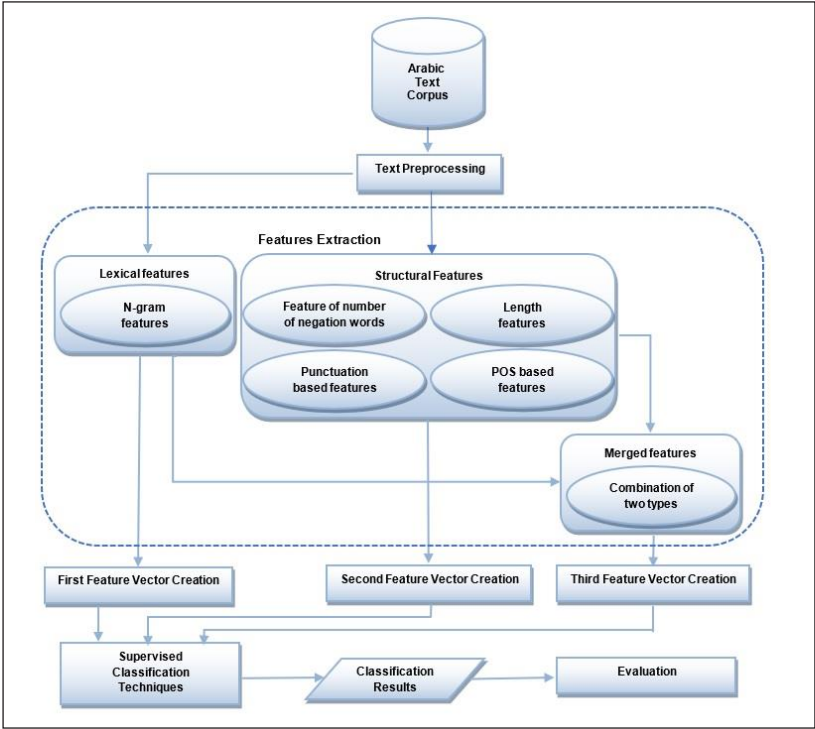 Arabic
Text
Corpus
Text Preprocessing
Features Extraction
Lexical features
N-gram
features
Structural Features
Feature of number
of negation words
Length
features
Punctuation
based features
POS based
features
Merged features
Combination of
two types
First Feature Vector Creation
Second Feature Vector Creation
Third Feature Vector Creation
Supervised
Classification
Techniques
Classification
Results
Evaluation